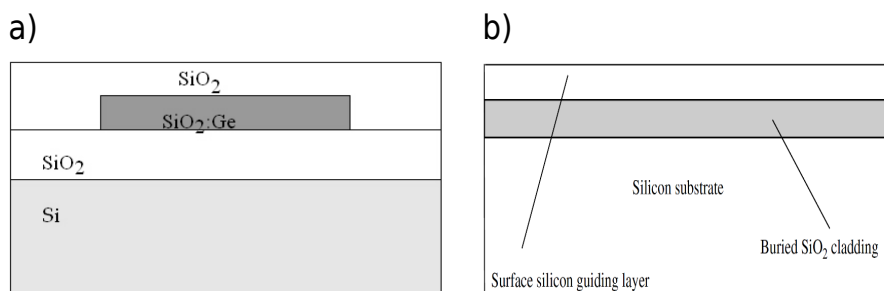 a)
SiO2
SiO2:Ge
SiO2
Si
b)
Silicon substrate
Buried SiO2 cladding
Surface silicon guiding layer